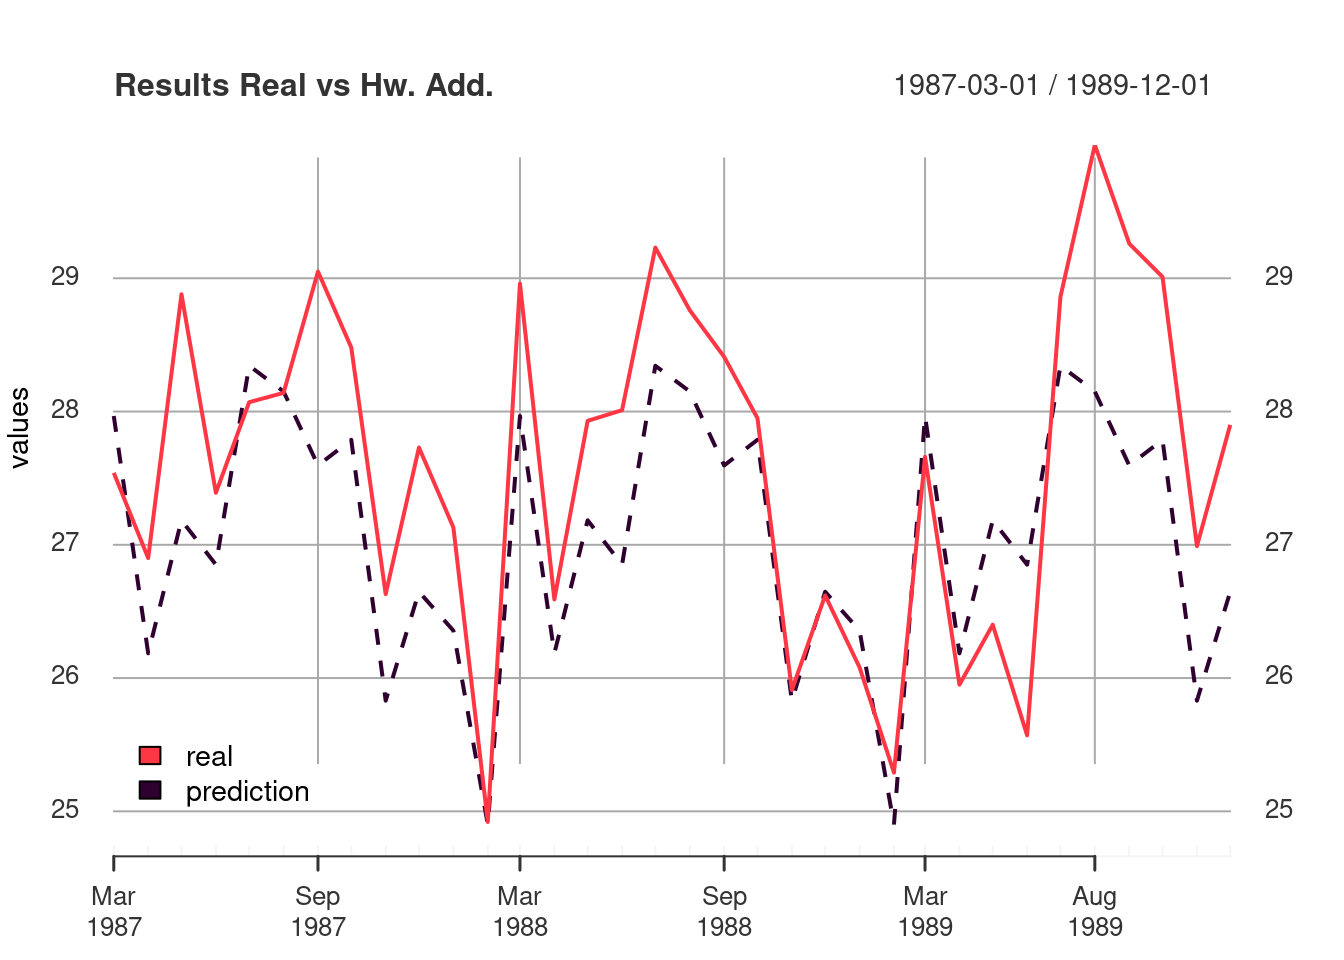 Results Real vs Hw. Add.
1987-03-01 / 1989-12-01
values
29
28
27
26
25
29
28
27
26
25
real
prediction
Mar
1987
Sep
1987
Mar
1988
Sep
1988
Mar
1989
Aug
1989